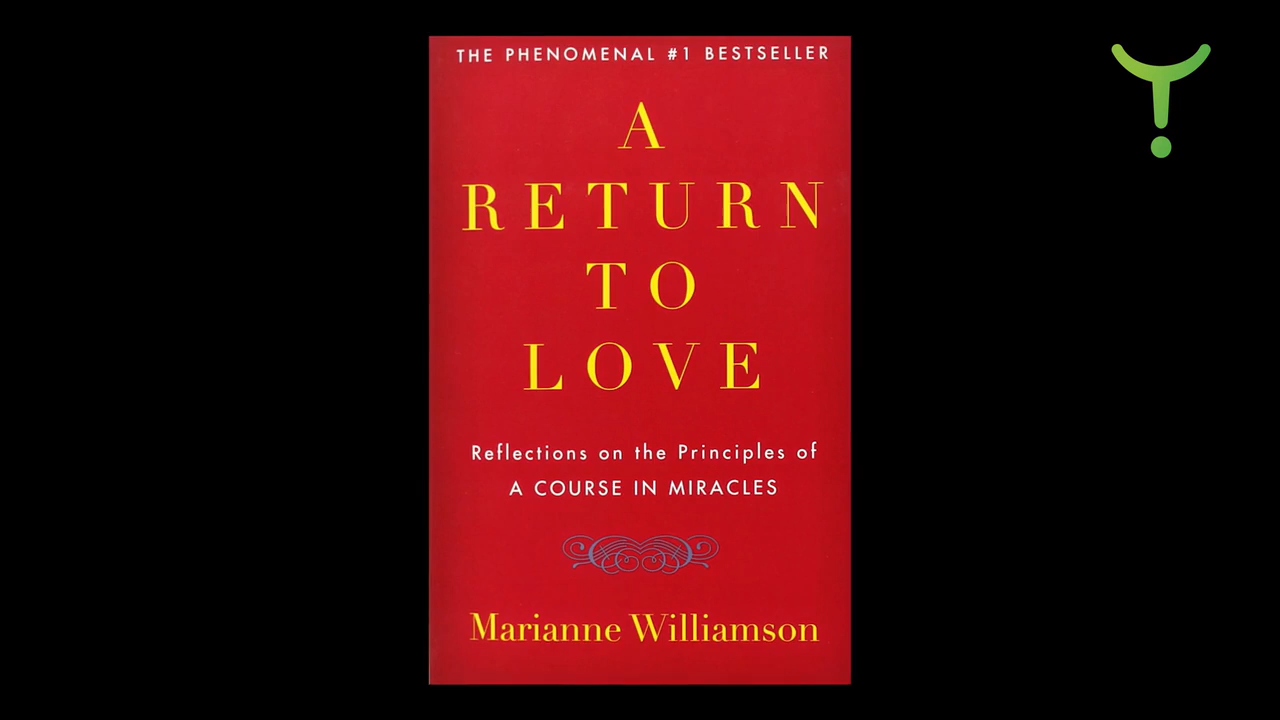 THE PHENOMENAL #1 BESTSELLER
A
RETURN
TO
LOVE
Reflections on the Principles of
A COURSE IN MIRACLES
Marianne Williamson